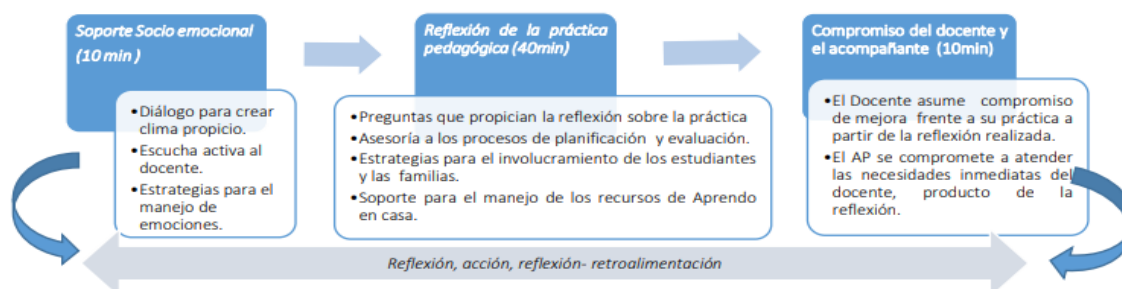 Soporte Socio emocional
(10 min )
•Diálogo para crear
clima propicio.
•Escucha activa al
docente.
•Estrategias para el
manejo de
emociones.
Reflexión de la práctica
pedagógica (40min)
•Preguntas que propician la reflexión sobre la práctica
•Asesoría a los procesos de planificación y evaluación.
•Estrategias para el involucramiento de los estudiantes
y las familias.
•Soporte para el manejo de los recursos de Aprendo
en casa.
Compromiso del docente y
el acompañante (10min)
•El Docente asume compromiso
de mejora frente a su práctica a
partir de la reflexión realizada.
•El AP se compromete a atender
las necesidades inmediatas del
docente, producto de la
reflexión.
Reflexión, acción, reflexión- retroalimentación